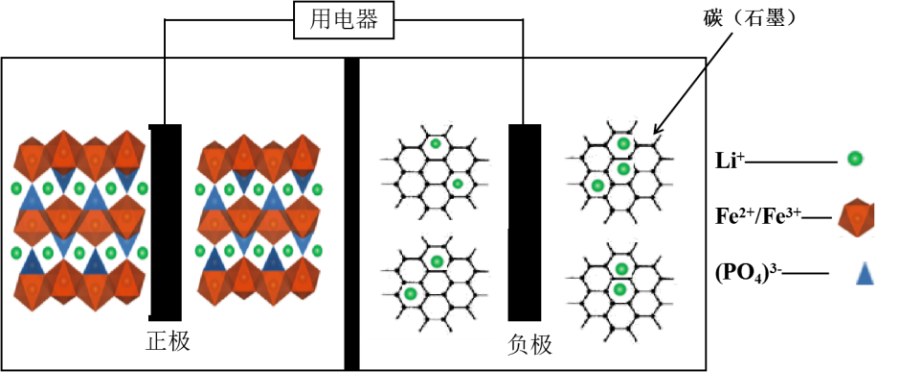 用电器
碳（石墨）
Li⁺
Fe²⁺/Fe³⁺
(PO₄)³⁻
正极
负极